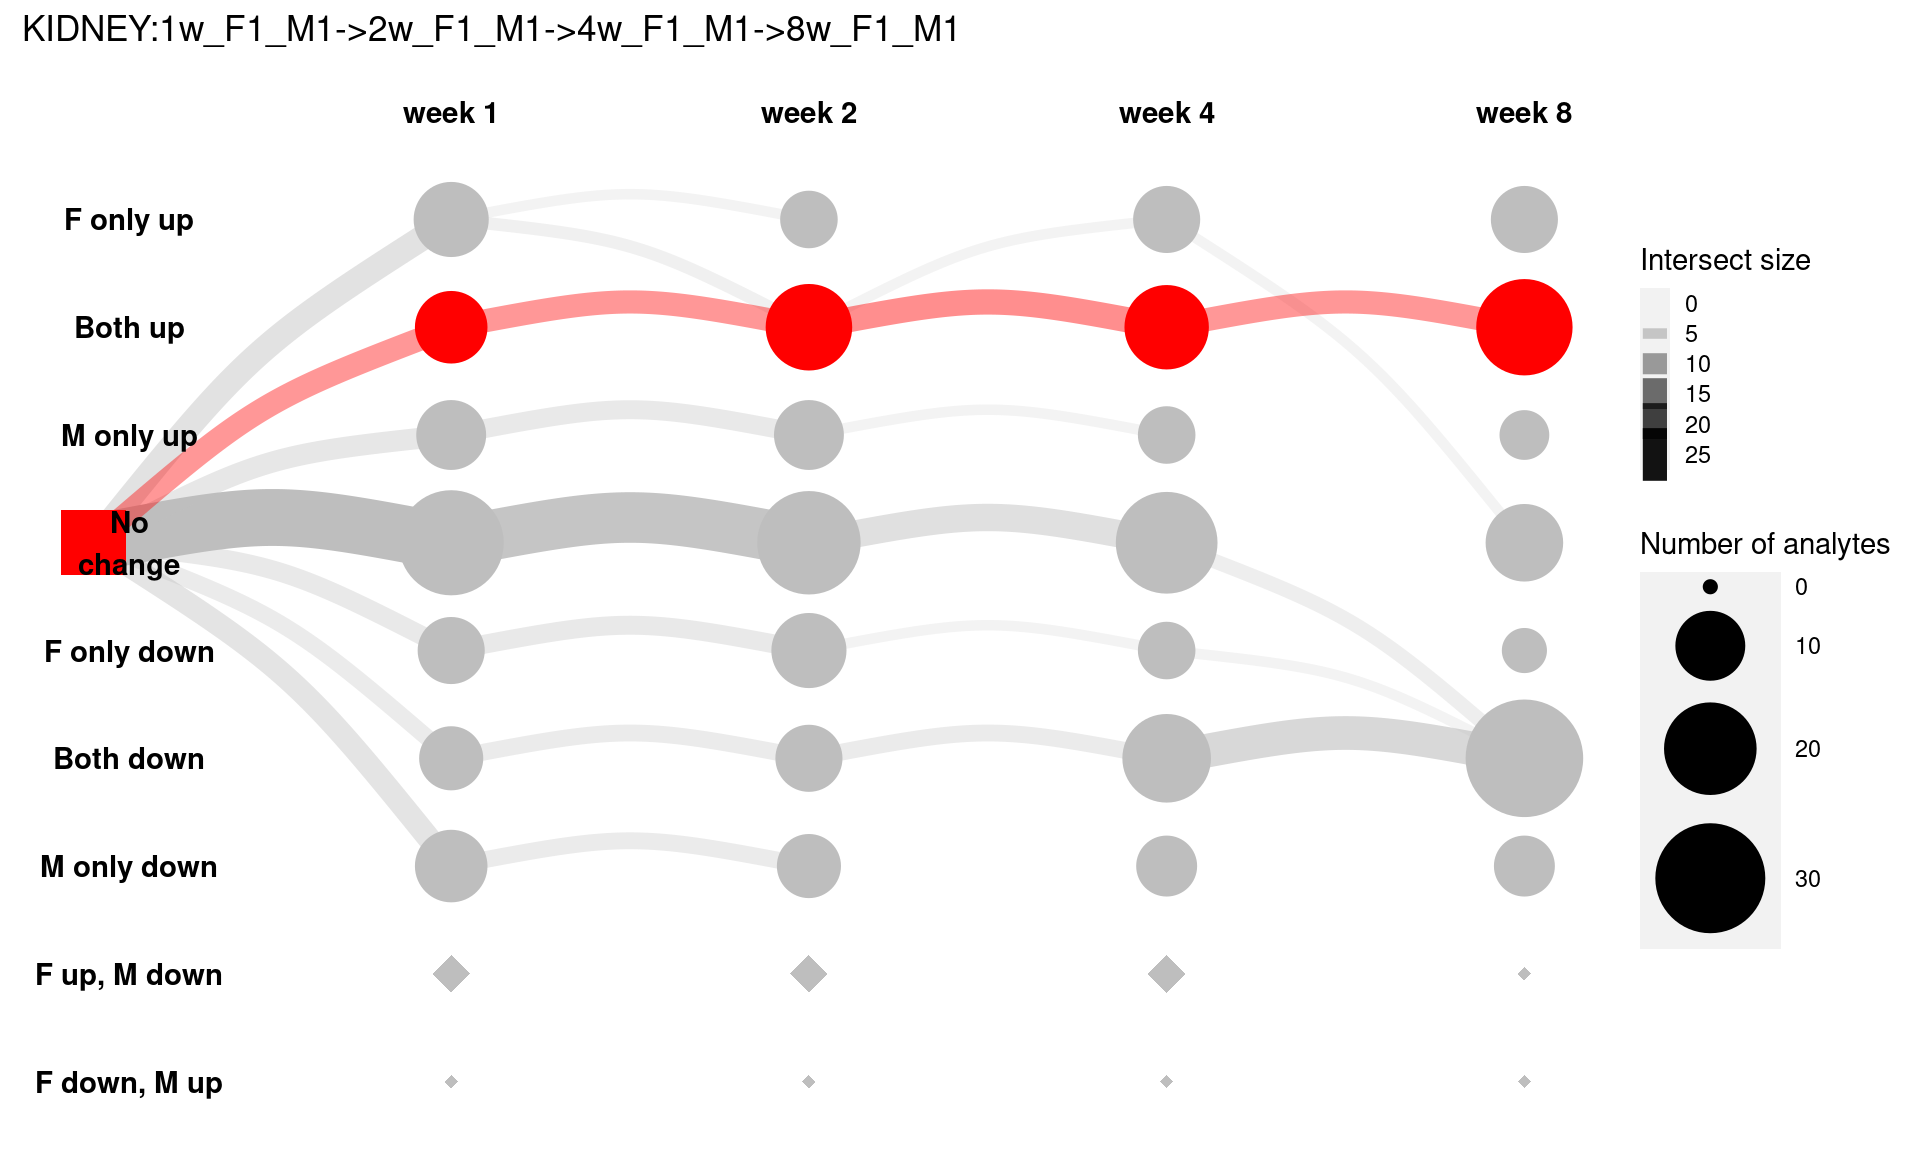 KIDNEY:1w_F1_M1->2w_F1_M1->4w_F1_M1->8w_F1_M1
week 1
week 2
week 4
week 8
F only up
Both up
M only up
No
change
F only down
Both down
M only down
F up, M down
F down, M up
Intersect size
0
5
10
15
20
25
Number of analytes
0
10
20
30